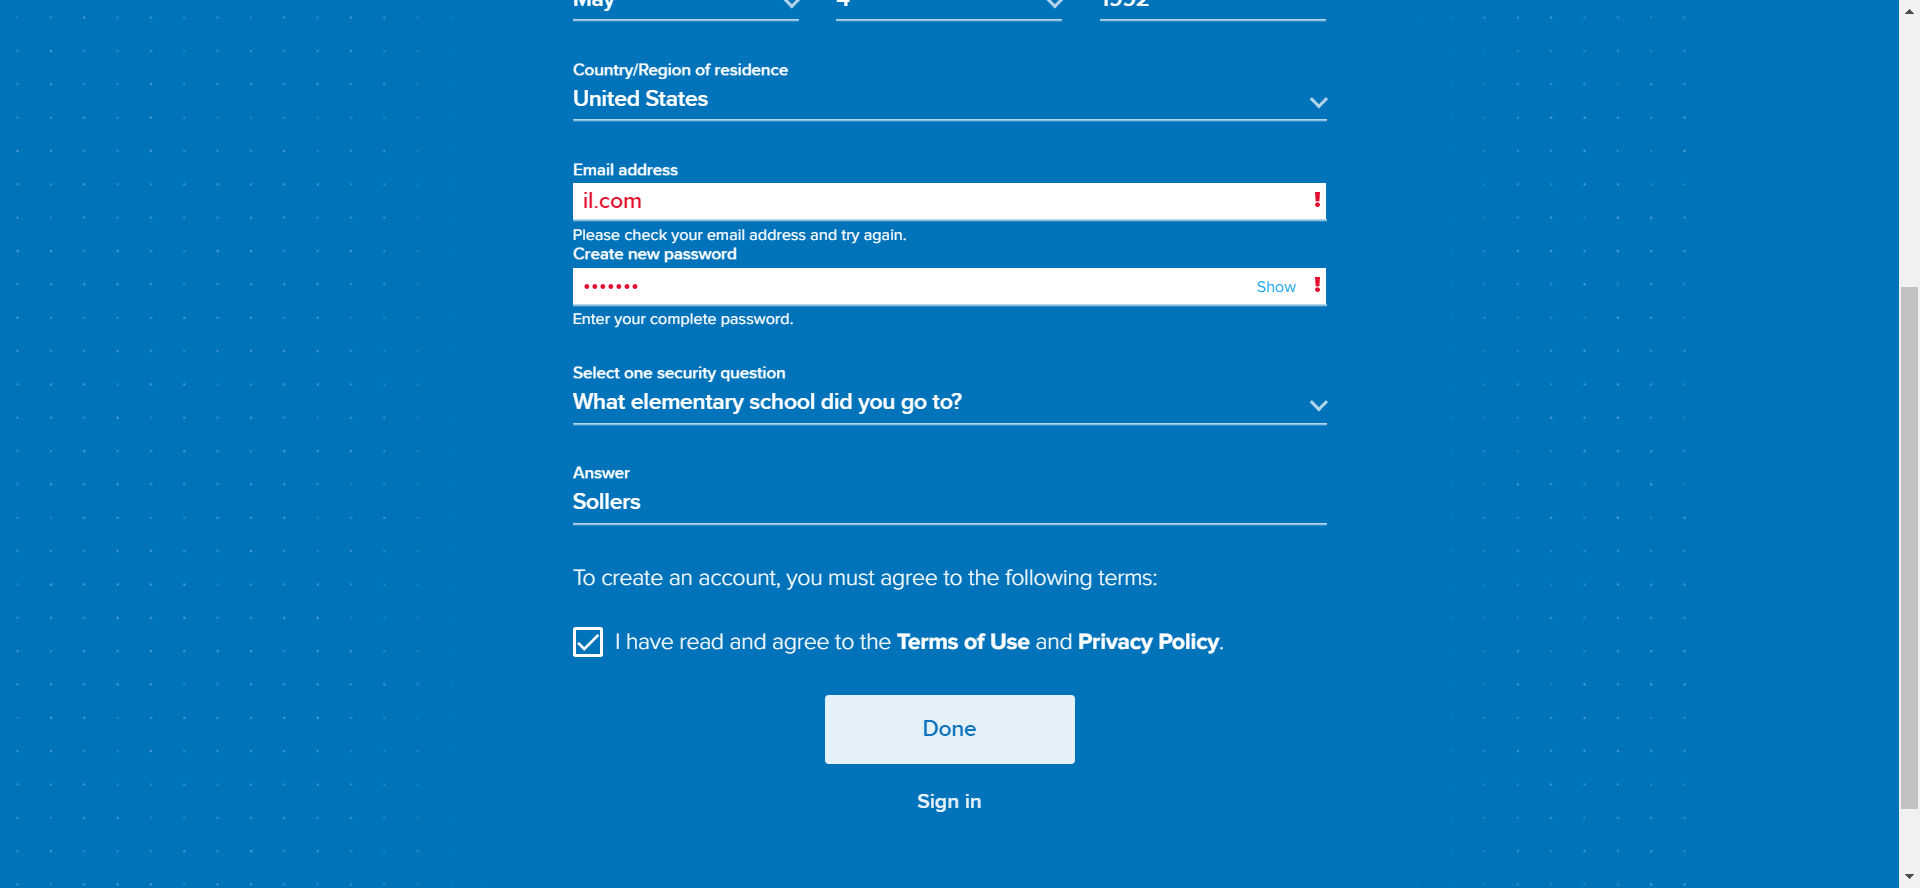 May 4 1992
Country/Region of residence
United States
Email address
il.com
Please check your email address and try again.
Create new password
•••••••
Show
Enter your complete password.
Select one security question
What elementary school did you go to?
Answer
Sollers
To create an account, you must agree to the following terms:
I have read and agree to the Terms of Use and Privacy Policy.
Done
Sign in